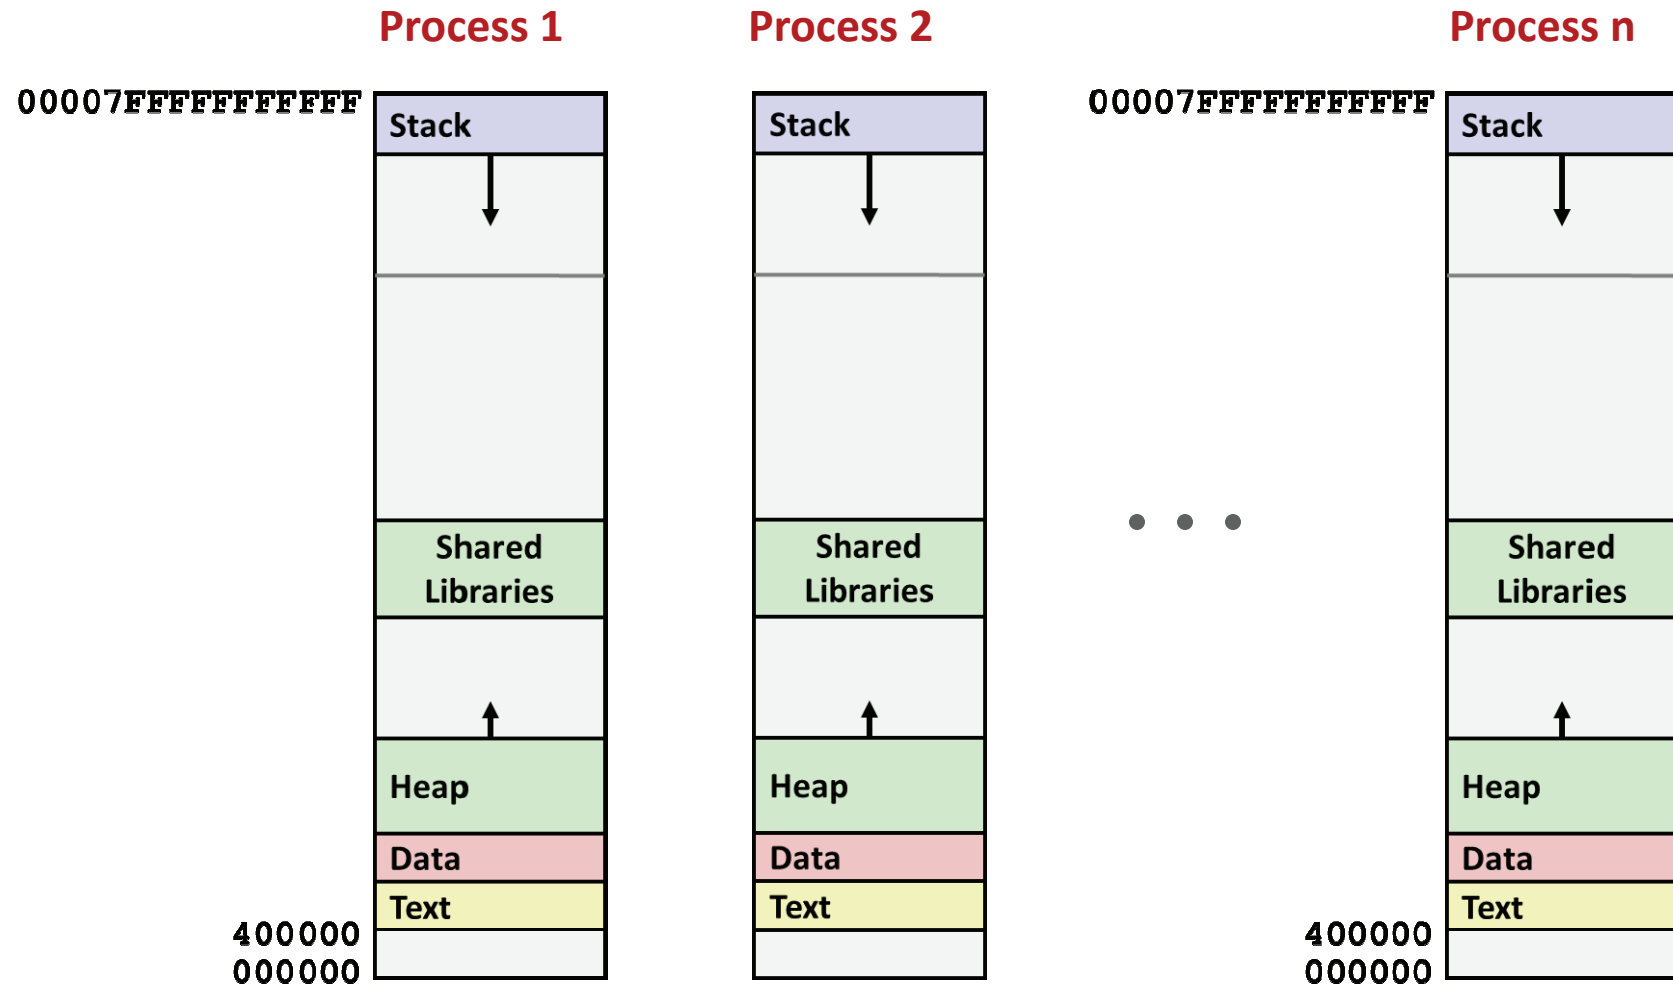 Process 1
Process 2
Process n
00007FFFFFFFFFFF
Stack
Stack
00007FFFFFFFFFFF
Stack
Shared
Libraries
Shared
Libraries
Shared
Libraries
Heap
Heap
Heap
Data
Data
Data
Text
Text
Text
400000
400000
000000
000000